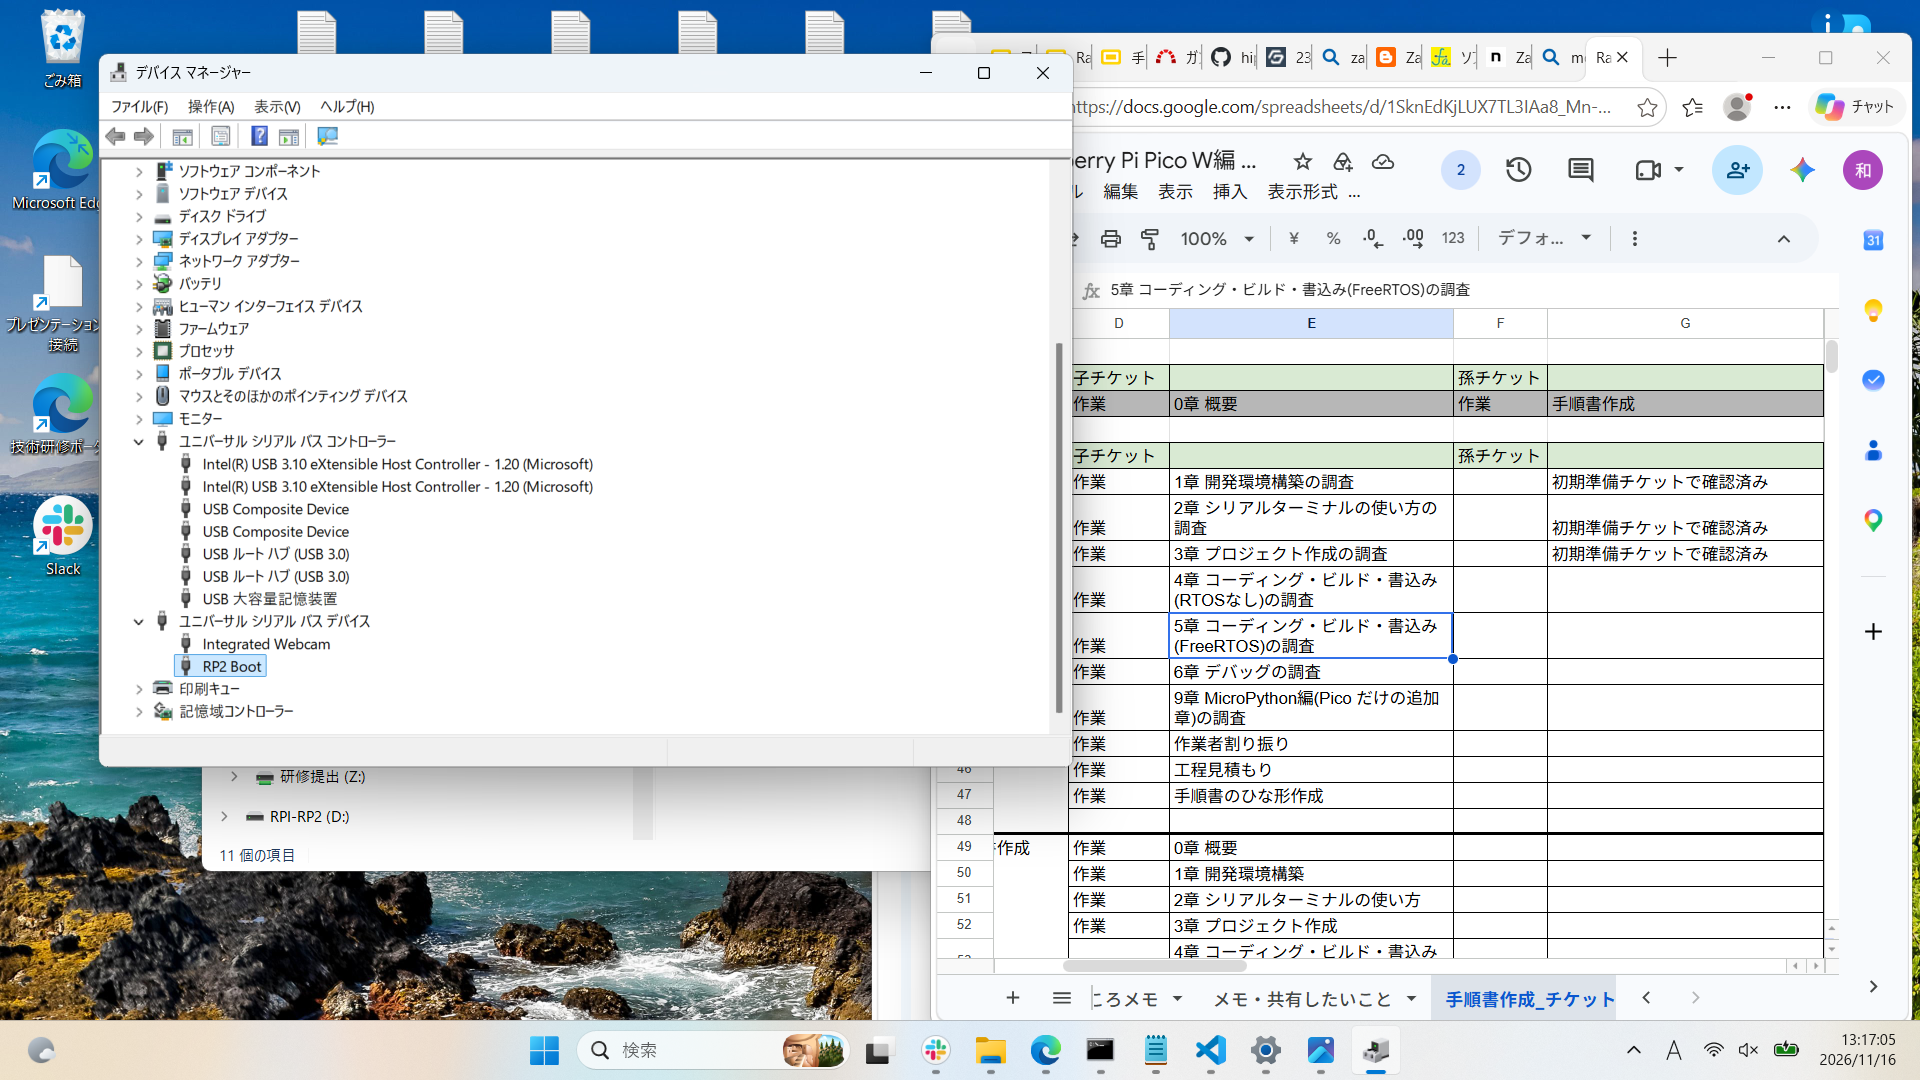 ごみ箱
Microsoft Edg
プレゼンテーション
接続
技術研修ポータ
Slack
デバイス マネージャー
ファイル(F)
操作(A)
表示(V)
ヘルプ(H)
ソフトウェア コンポーネント
ソフトウェア デバイス
ディスク ドライブ
ディスプレイ アダプター
ネットワーク アダプター
バッテリ
ヒューマン インターフェイス デバイス
ファームウェア
プロセッサ
ポータブル デバイス
マウスとそのほかのポインティング デバイス
モニター
ユニバーサル シリアル バス コントローラー
Intel(R) USB 3.10 eXtensible Host Controller - 1.20 (Microsoft)
Intel(R) USB 3.10 eXtensible Host Controller - 1.20 (Microsoft)
USB Composite Device
USB Composite Device
USB ルート ハブ (USB 3.0)
USB ルート ハブ (USB 3.0)
USB 大容量記憶装置
ユニバーサル シリアル バス デバイス
Integrated Webcam
RP2 Boot
印刷キュー
記憶域コントローラー
研修提出 (Z:)
RPI-RP2 (D:)
11 個の項目
Ra
手
ガ
hi
23
za
Za
ソ
Za
m
Ra
https://docs.google.com/spreadsheets/d/1SknEdKjLUX7TL3IAa8_Mn-...
チャット
berry Pi Pico W編 ...
2
和
ル 編集 表示 挿入 表示形式 ...
100% ¥ % .0 .00 123 デフォ...
31
fx 5章 コーディング・ビルド・書込み(FreeRTOS)の調査
D E F G
子チケット 孫チケット
作業 0章 概要 作業 手順書作成
子チケット 孫チケット
作業 1章 開発環境構築の調査 初期準備チケットで確認済み
2章 シリアルターミナルの使い方の
作業 調査 初期準備チケットで確認済み
作業 3章 プロジェクト作成の調査 初期準備チケットで確認済み
4章 コーディング・ビルド・書込み
作業 (RTOSなし)の調査
5章 コーディング・ビルド・書込み
作業 (FreeRTOS)の調査
作業 6章 デバッグの調査
9章 MicroPython編(Pico だけの追加
作業 章)の調査
作業 作業者割り振り
46 作業 工程見積もり
47 作業 手順書のひな形作成
48
49 作成 作業 0章 概要
50 作業 1章 開発環境構築
51 作業 2章 シリアルターミナルの使い方
52 作業 3章 プロジェクト作成
53 4章 コーディング・ビルド・書込み
ころメモ
メモ・共有したいこと
手順書作成_チケット
検索
A
13:17:05
2026/11/16